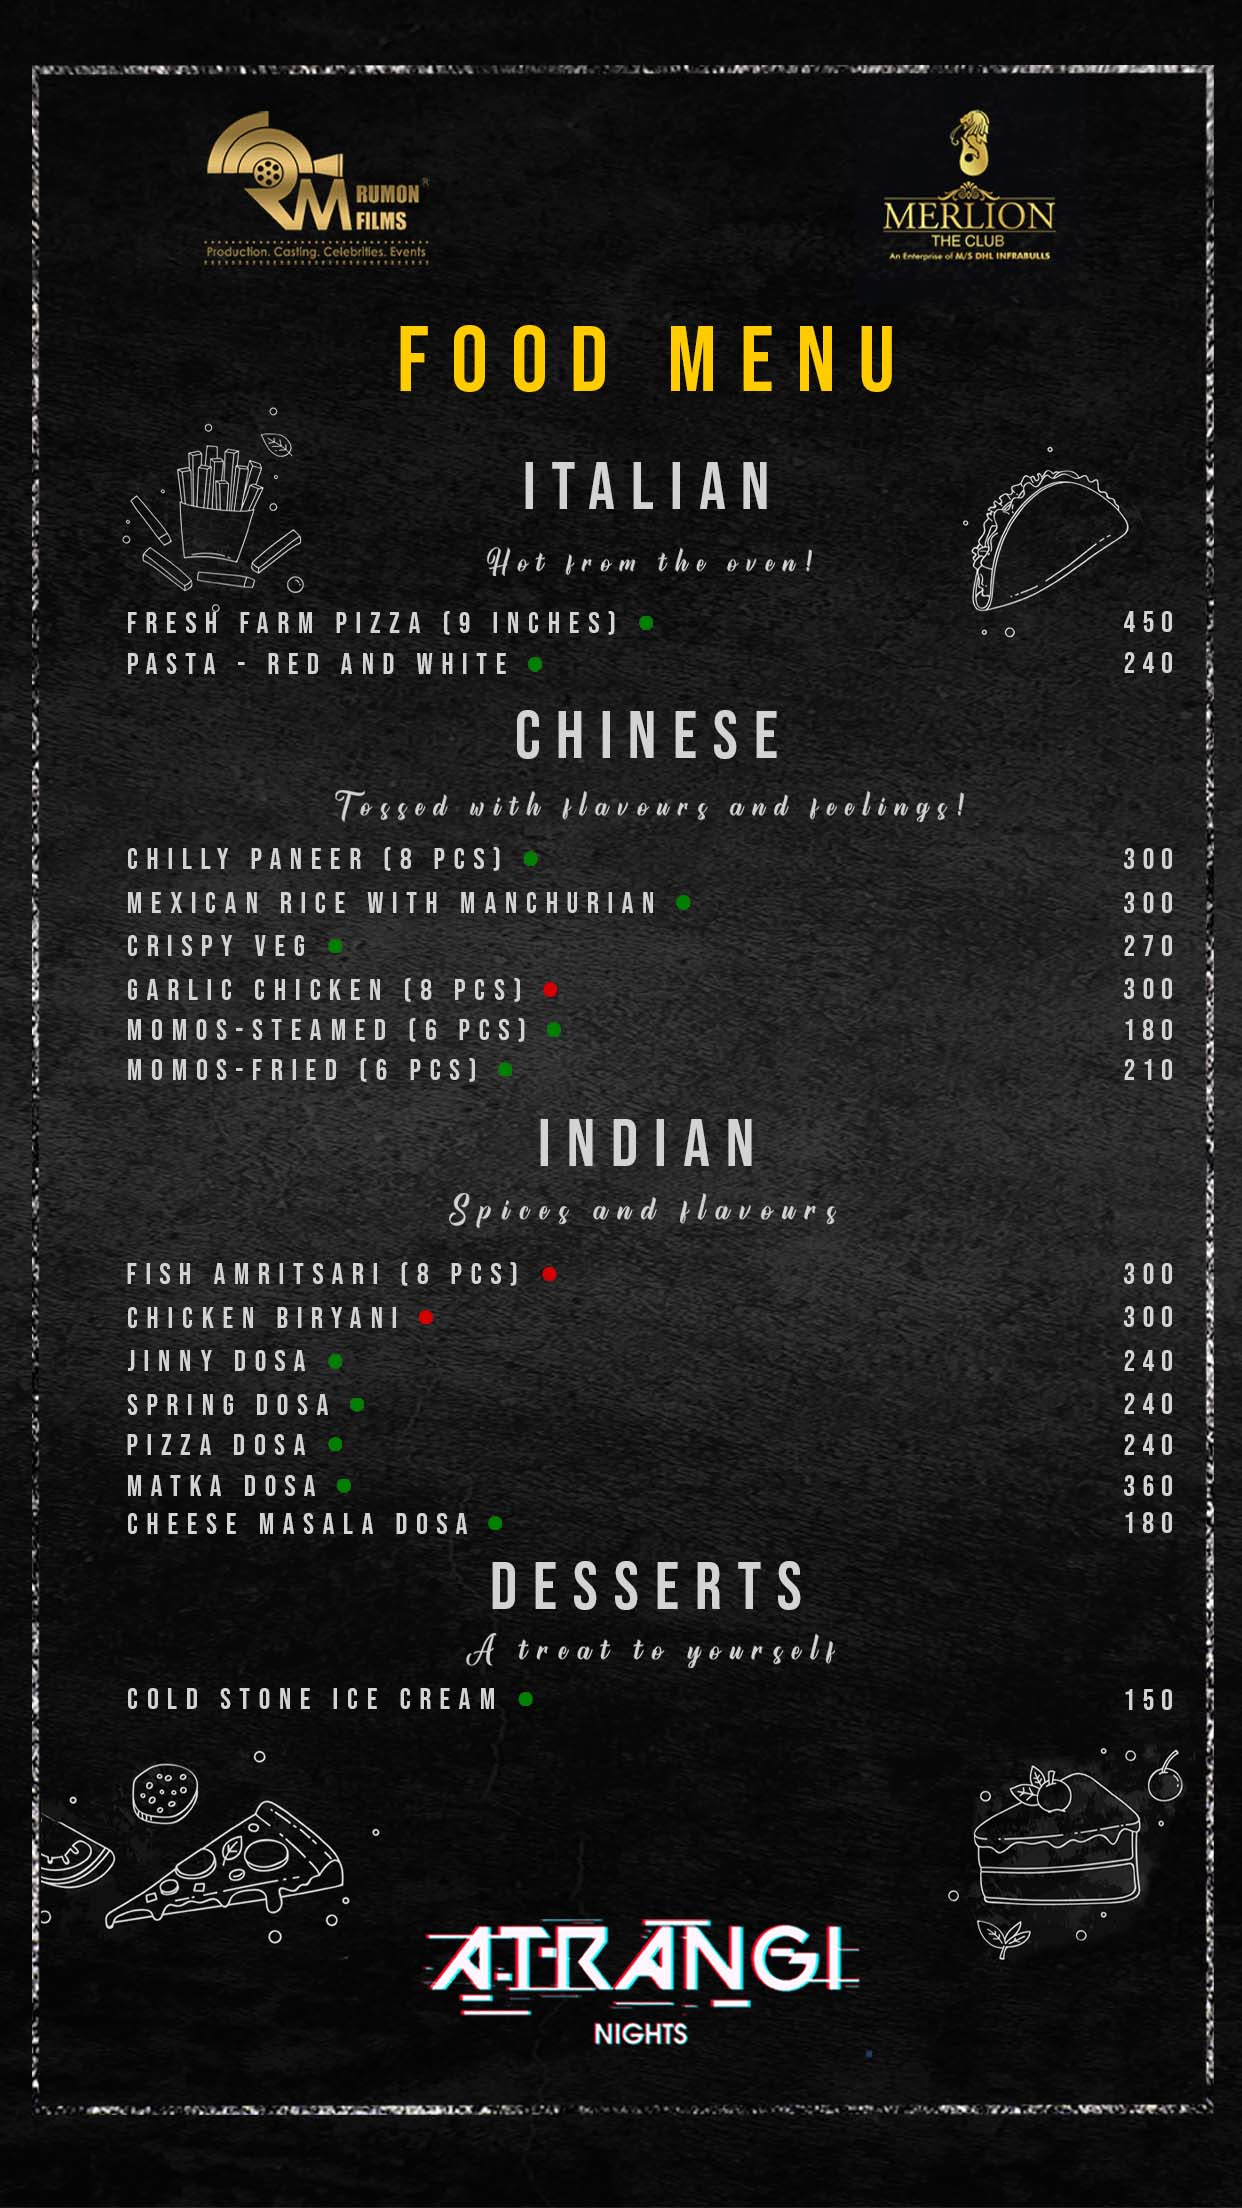 RM RUMON®
FILMS
Production. Casting. Celebrities. Events
MERLION
THE CLUB
An Enterprise of M/S DHL INFRABULLS
FOOD MENU
ITALIAN
Hot from the oven!
FRESH FARM PIZZA (9 INCHES) 450
PASTA - RED AND WHITE 240
CHINESE
Tossed with flavours and feelings!
CHILLY PANEER (8 PCS) 300
MEXICAN RICE WITH MANCHURIAN 300
CRISPY VEG 270
GARLIC CHICKEN (8 PCS) 300
MOMOS-STEAMED (6 PCS) 180
MOMOS-FRIED (6 PCS) 210
INDIAN
Spices and flavours
FISH AMRITSARI (8 PCS) 300
CHICKEN BIRYANI 300
JINNY DOSA 240
SPRING DOSA 240
PIZZA DOSA 240
MATKA DOSA 360
CHEESE MASALA DOSA 180
DESSERTS
A treat to yourself
COLD STONE ICE CREAM 150
ATRANGI
NIGHTS